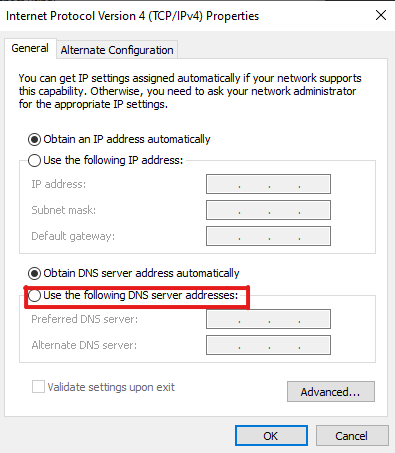 Internet Protocol Version 4 (TCP/IPv4) Properties
General
Alternate Configuration
You can get IP settings assigned automatically if your network supports
this capability. Otherwise, you need to ask your network administrator
for the appropriate IP settings.
Obtain an IP address automatically
Use the following IP address:
IP address:
. . .
Subnet mask:
. . .
Default gateway:
. . .
Obtain DNS server address automatically
Use the following DNS server addresses:
Preferred DNS server:
. . .
Alternate DNS server:
. . .
Validate settings upon exit
Advanced...
OK
Cancel